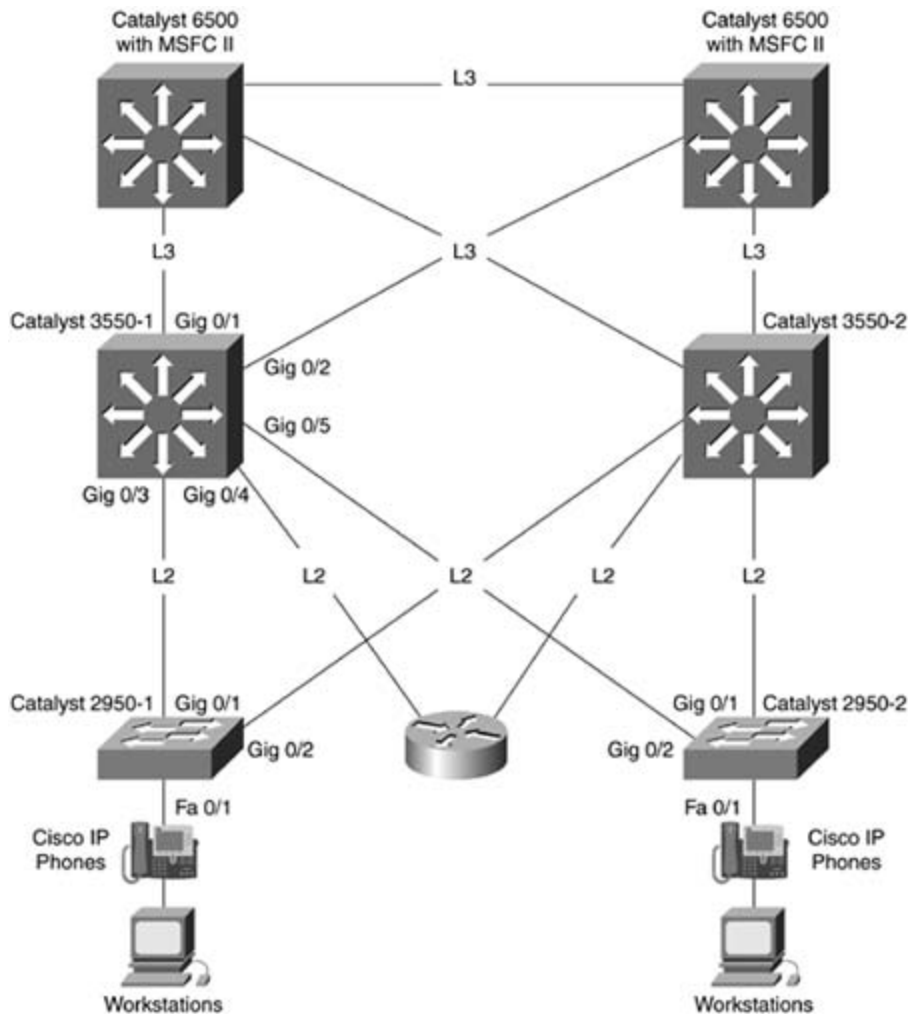 Catalyst 6500
with MSFC II
Catalyst 6500
with MSFC II
L3
L3
L3
L3
Catalyst 3550-1
Gig 0/1
Catalyst 3550-2
Gig 0/2
Gig 0/5
Gig 0/3
Gig 0/4
L2
L2
L2
L2
L2
Catalyst 2950-1
Gig 0/1
Gig 0/1
Catalyst 2950-2
Gig 0/2
Gig 0/2
Fa 0/1
Fa 0/1
Cisco IP
Phones
Cisco IP
Phones
Workstations
Workstations